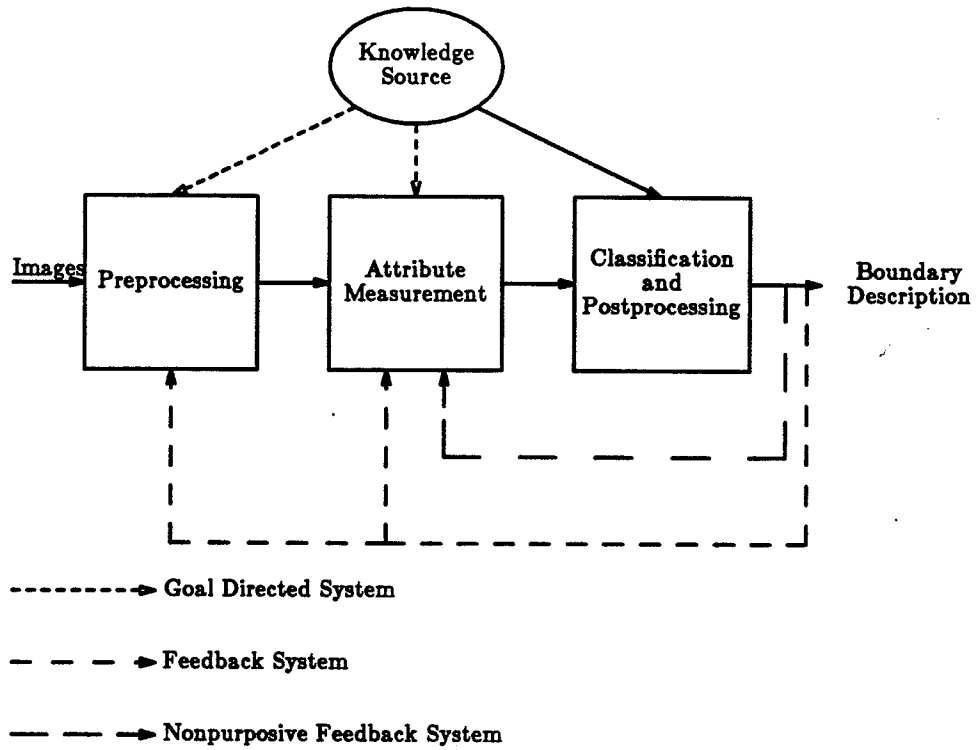 Knowledge
Source
Images
Preprocessing
Attribute
Measurement
Classification
and
Postprocessing
Boundary
Description
Goal Directed System
Feedback System
Nonpurposive Feedback System